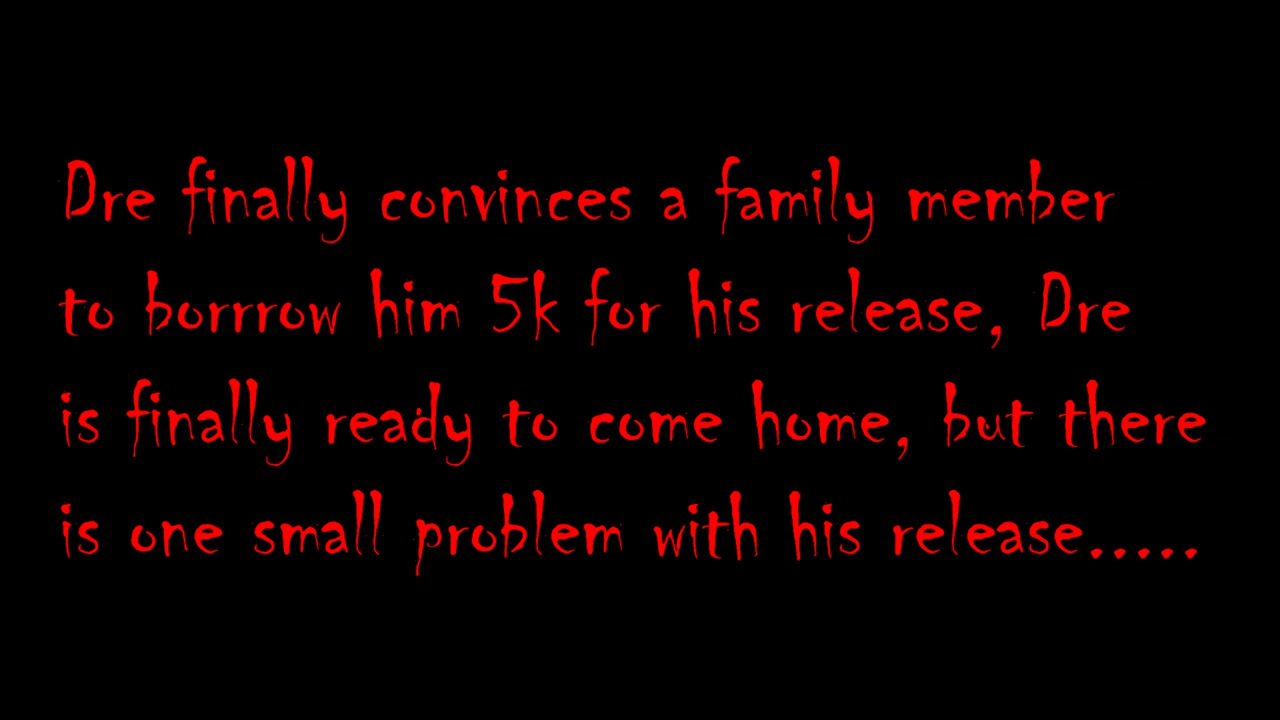 Dre finally convinces a family member
to borrrow him 5k for his release, Dre
is finally ready to come home, but there
is one small problem with his release.....